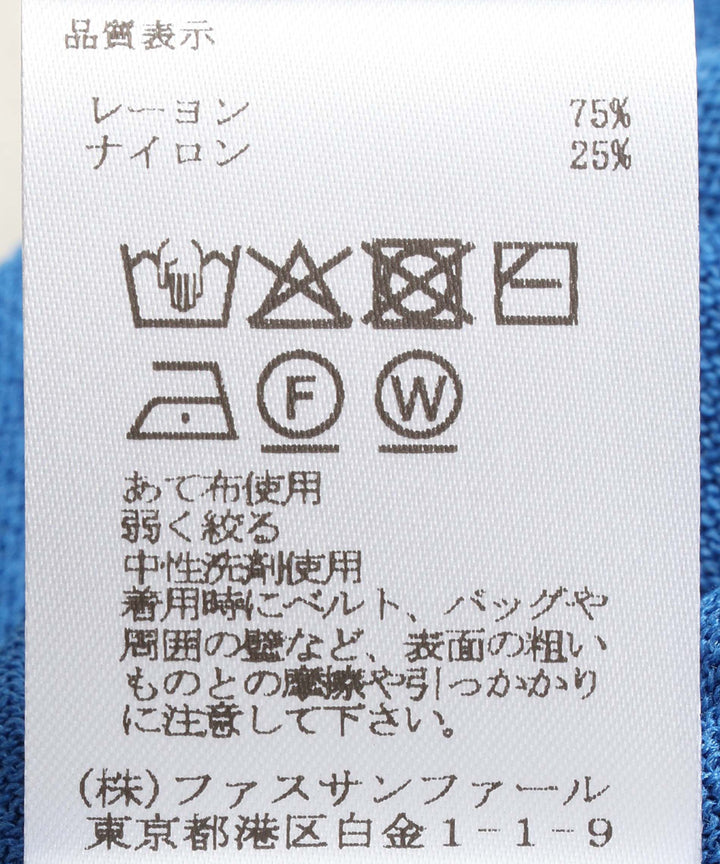 品質表示
レーヨン 75%
ナイロン 25%
F W
あて布使用
弱く絞る
中性洗剤使用
着用時にベルト、バッグや
周囲の壁など、表面の粗い
ものとの摩擦や引っかかり
に注意して下さい。
(株)ファスサンファール
東京都港区白金1-1-9